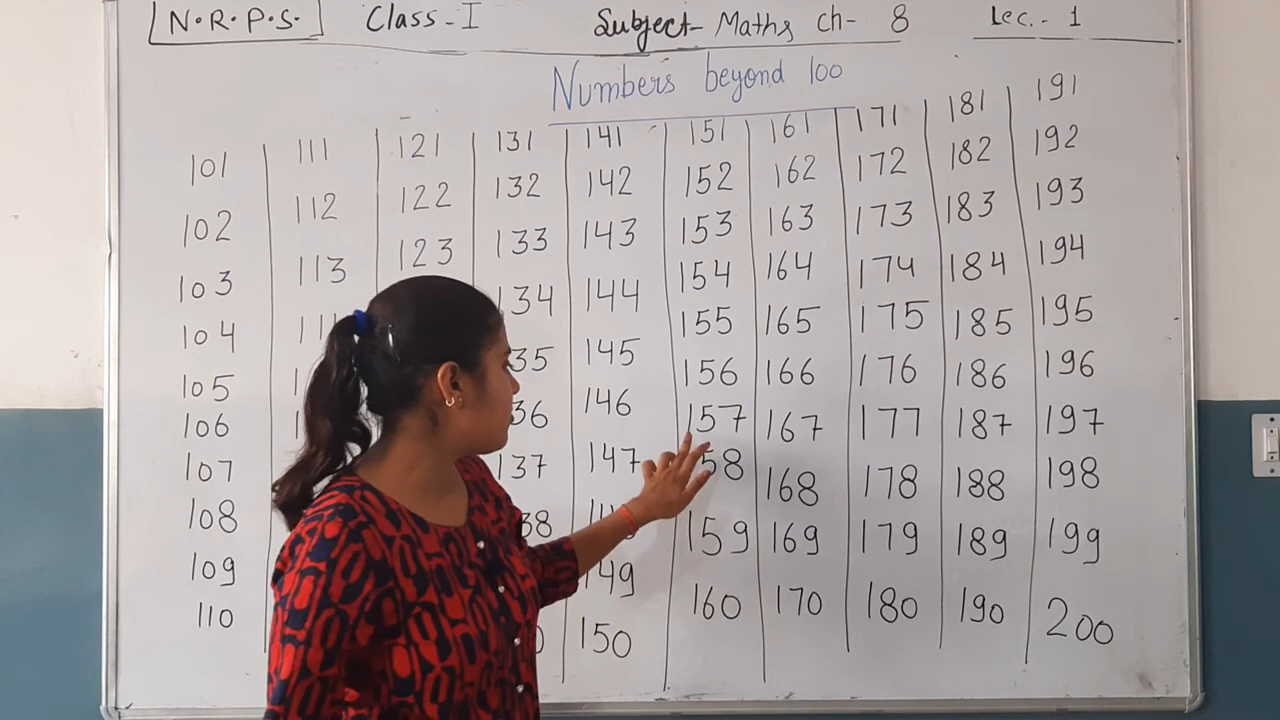 N.R.P.S. Class - I Subject - Maths ch - 8 Lec. - 1
Numbers beyond 100
101 111 121 131 141 151 161 171 181 191
102 112 122 132 142 152 162 172 182 192
103 113 123 133 143 153 163 173 183 193
104 134 144 154 164 174 184 194
105 145 155 165 175 185 195
106 146 156 166 176 186 196
107 137 147 157 167 177 187 197
108 168 178 188 198
109 149 159 169 179 189 199
110 150 160 170 180 190 200